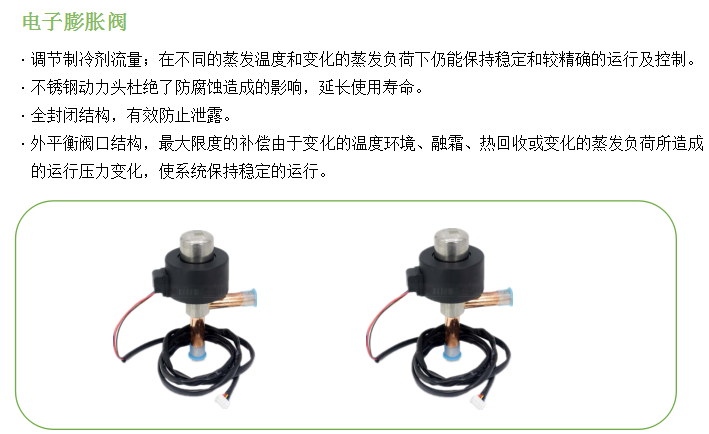 电子膨胀阀
· 调节制冷剂流量；在不同的蒸发温度和变化的蒸发负荷下仍能保持稳定和较精确的运行及控制。
· 不锈钢动力头杜绝了防腐蚀造成的影响，延长使用寿命。
· 全封闭结构，有效防止泄露。
· 外平衡阀口结构，最大限度的补偿由于变化的温度环境、融霜、热回收或变化的蒸发负荷所造成
的运行压力变化，使系统保持稳定的运行。